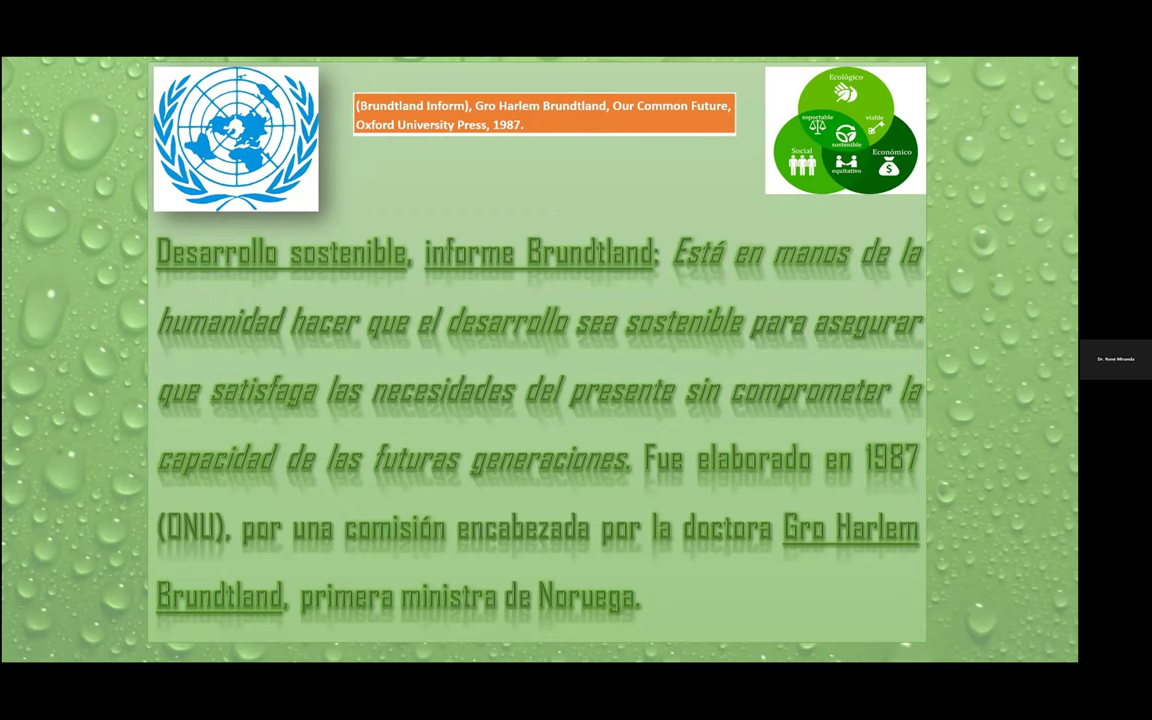 (Brundtland Inform), Gro Harlem Brundtland, Our Common Future,
Oxford University Press, 1987.
Ecológico
soportable
viable
sostenible
Social
Económico
equitativo
$
Desarrollo sostenible, informe Brundtland: Está en manos de la
humanidad hacer que el desarrollo sea sostenible para asegurar
que satisfaga las necesidades del presente sin comprometer la
capacidad de las futuras generaciones. Fue elaborado en 1987
(ONU), por una comisión encabezada por la doctora Gro Harlem
Brundtland, primera ministra de Noruega.
Dr. René Miranda